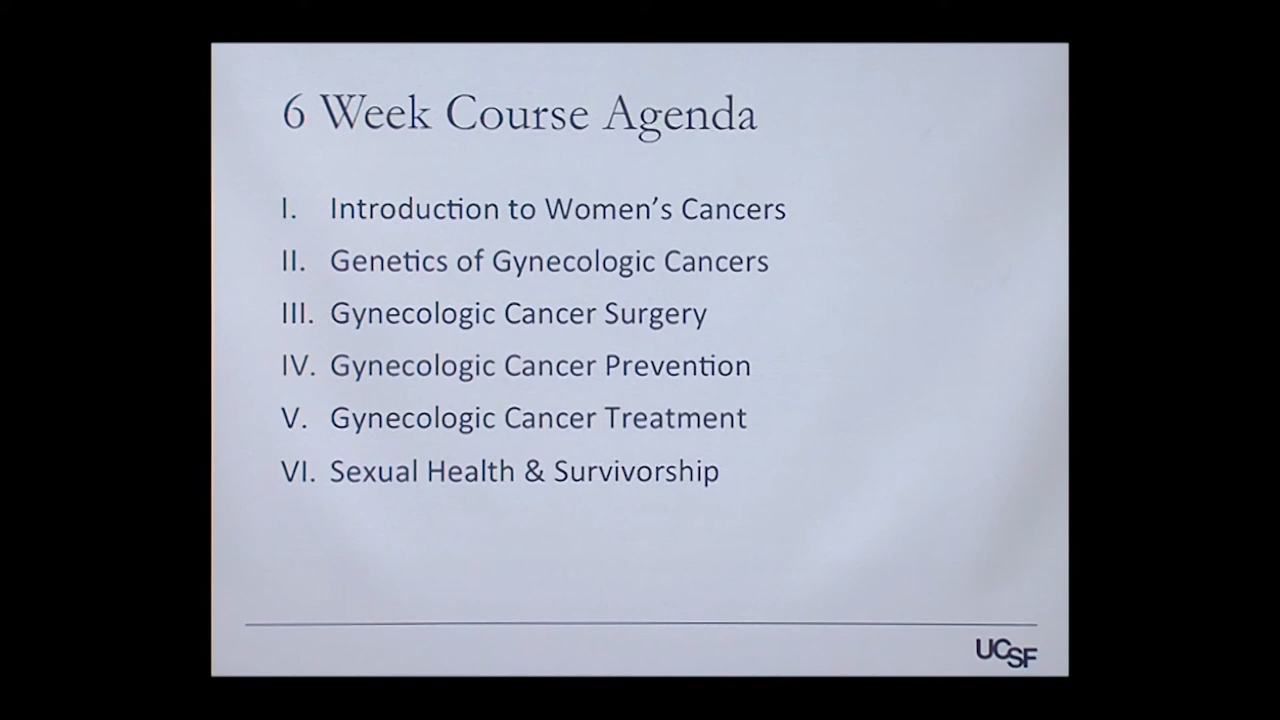 6 Week Course Agenda
I. Introduction to Women's Cancers
II. Genetics of Gynecologic Cancers
III. Gynecologic Cancer Surgery
IV. Gynecologic Cancer Prevention
V. Gynecologic Cancer Treatment
VI. Sexual Health & Survivorship
UCSF